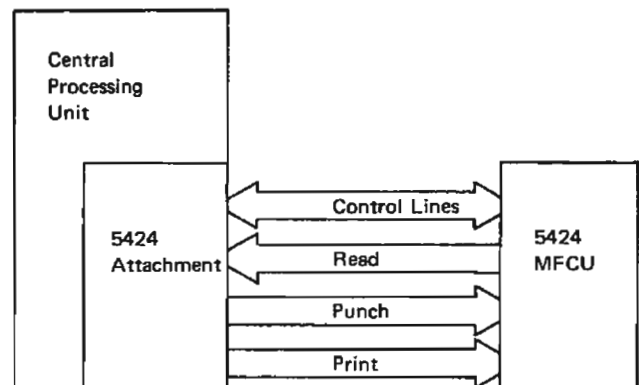 Central
Processing
Unit
Control Lines
5424
Attachment
Read
5424
MFCU
Punch
Print